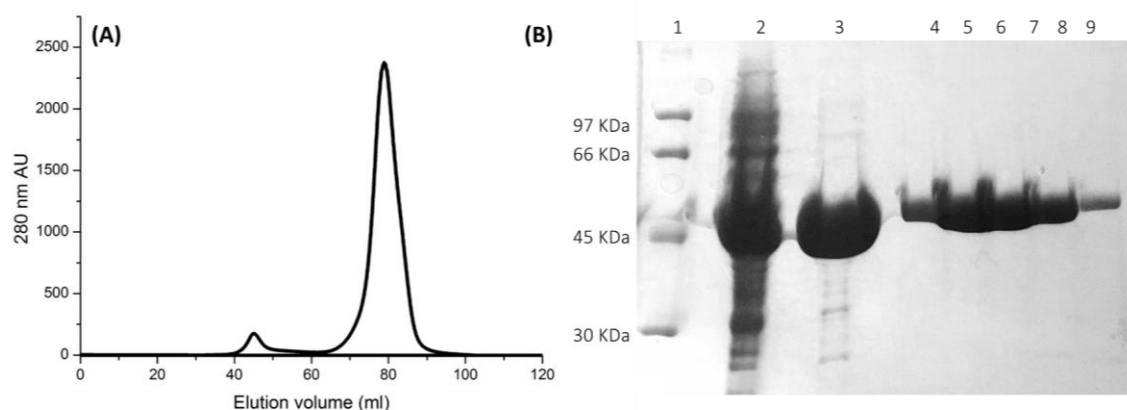 (A)
280 nm AU
2500
2000
1500
1000
500
0
0 20 40 60 80 100 120
Elution volume (ml)
(B)
1 2 3 4 5 6 7 8 9
97 KDa
66 KDa
45 KDa
30 KDa